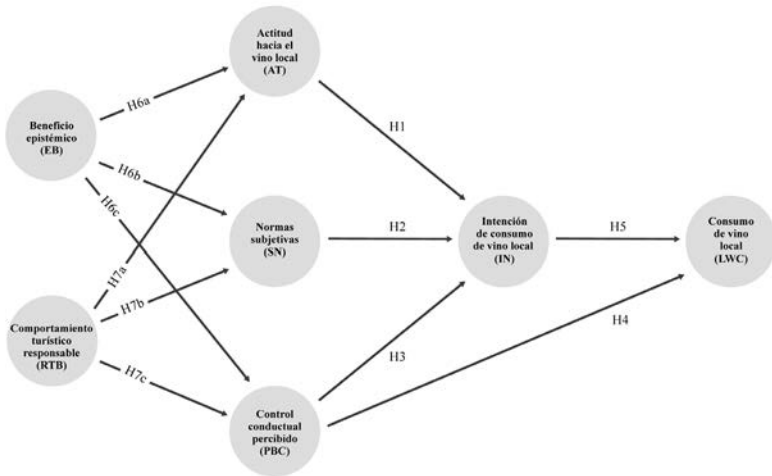 Actitud
hacia el
vino local
(AT)
H6a
H1
Beneficio
epistémico
(EB)
H6b
H6c
Normas
subjetivas
(SN)
H2
Intención
de consumo
de vino local
(IN)
H5
Consumo
de vino
local
(LWC)
H7a
H7b
Comportamiento
turístico
responsable
(RTB)
H7c
H3
H4
Control
conductual
percibido
(PBC)